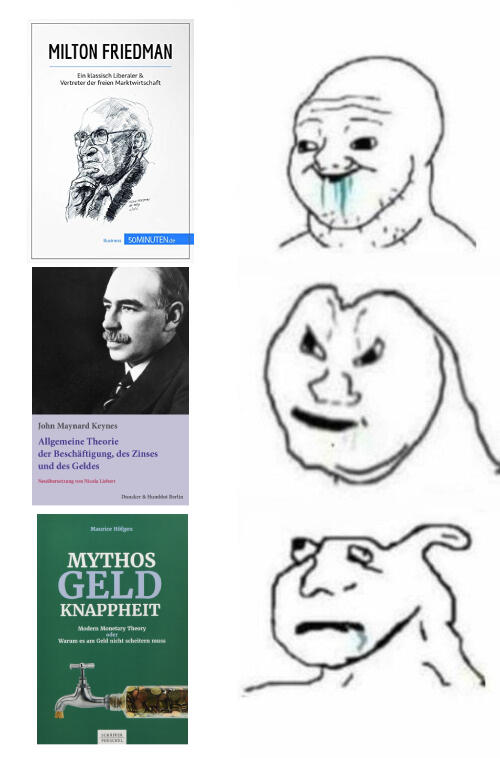 MILTON FRIEDMAN
Ein klassisch Liberaler &
Vertreter der freien Marktwirtschaft
Business 50MINUTEN.de
John Maynard Keynes
Allgemeine Theorie
der Beschäftigung, des Zinses
und des Geldes
Neuübersetzung von Nicola Liebert
Duncker & Humblot Berlin
Maurice Höfgen
MYTHOS
GELD
KNAPPHEIT
Modern Monetary Theory
oder
Warum es am Geld nicht scheitern muss
SCHÄFFER
POESCHEL